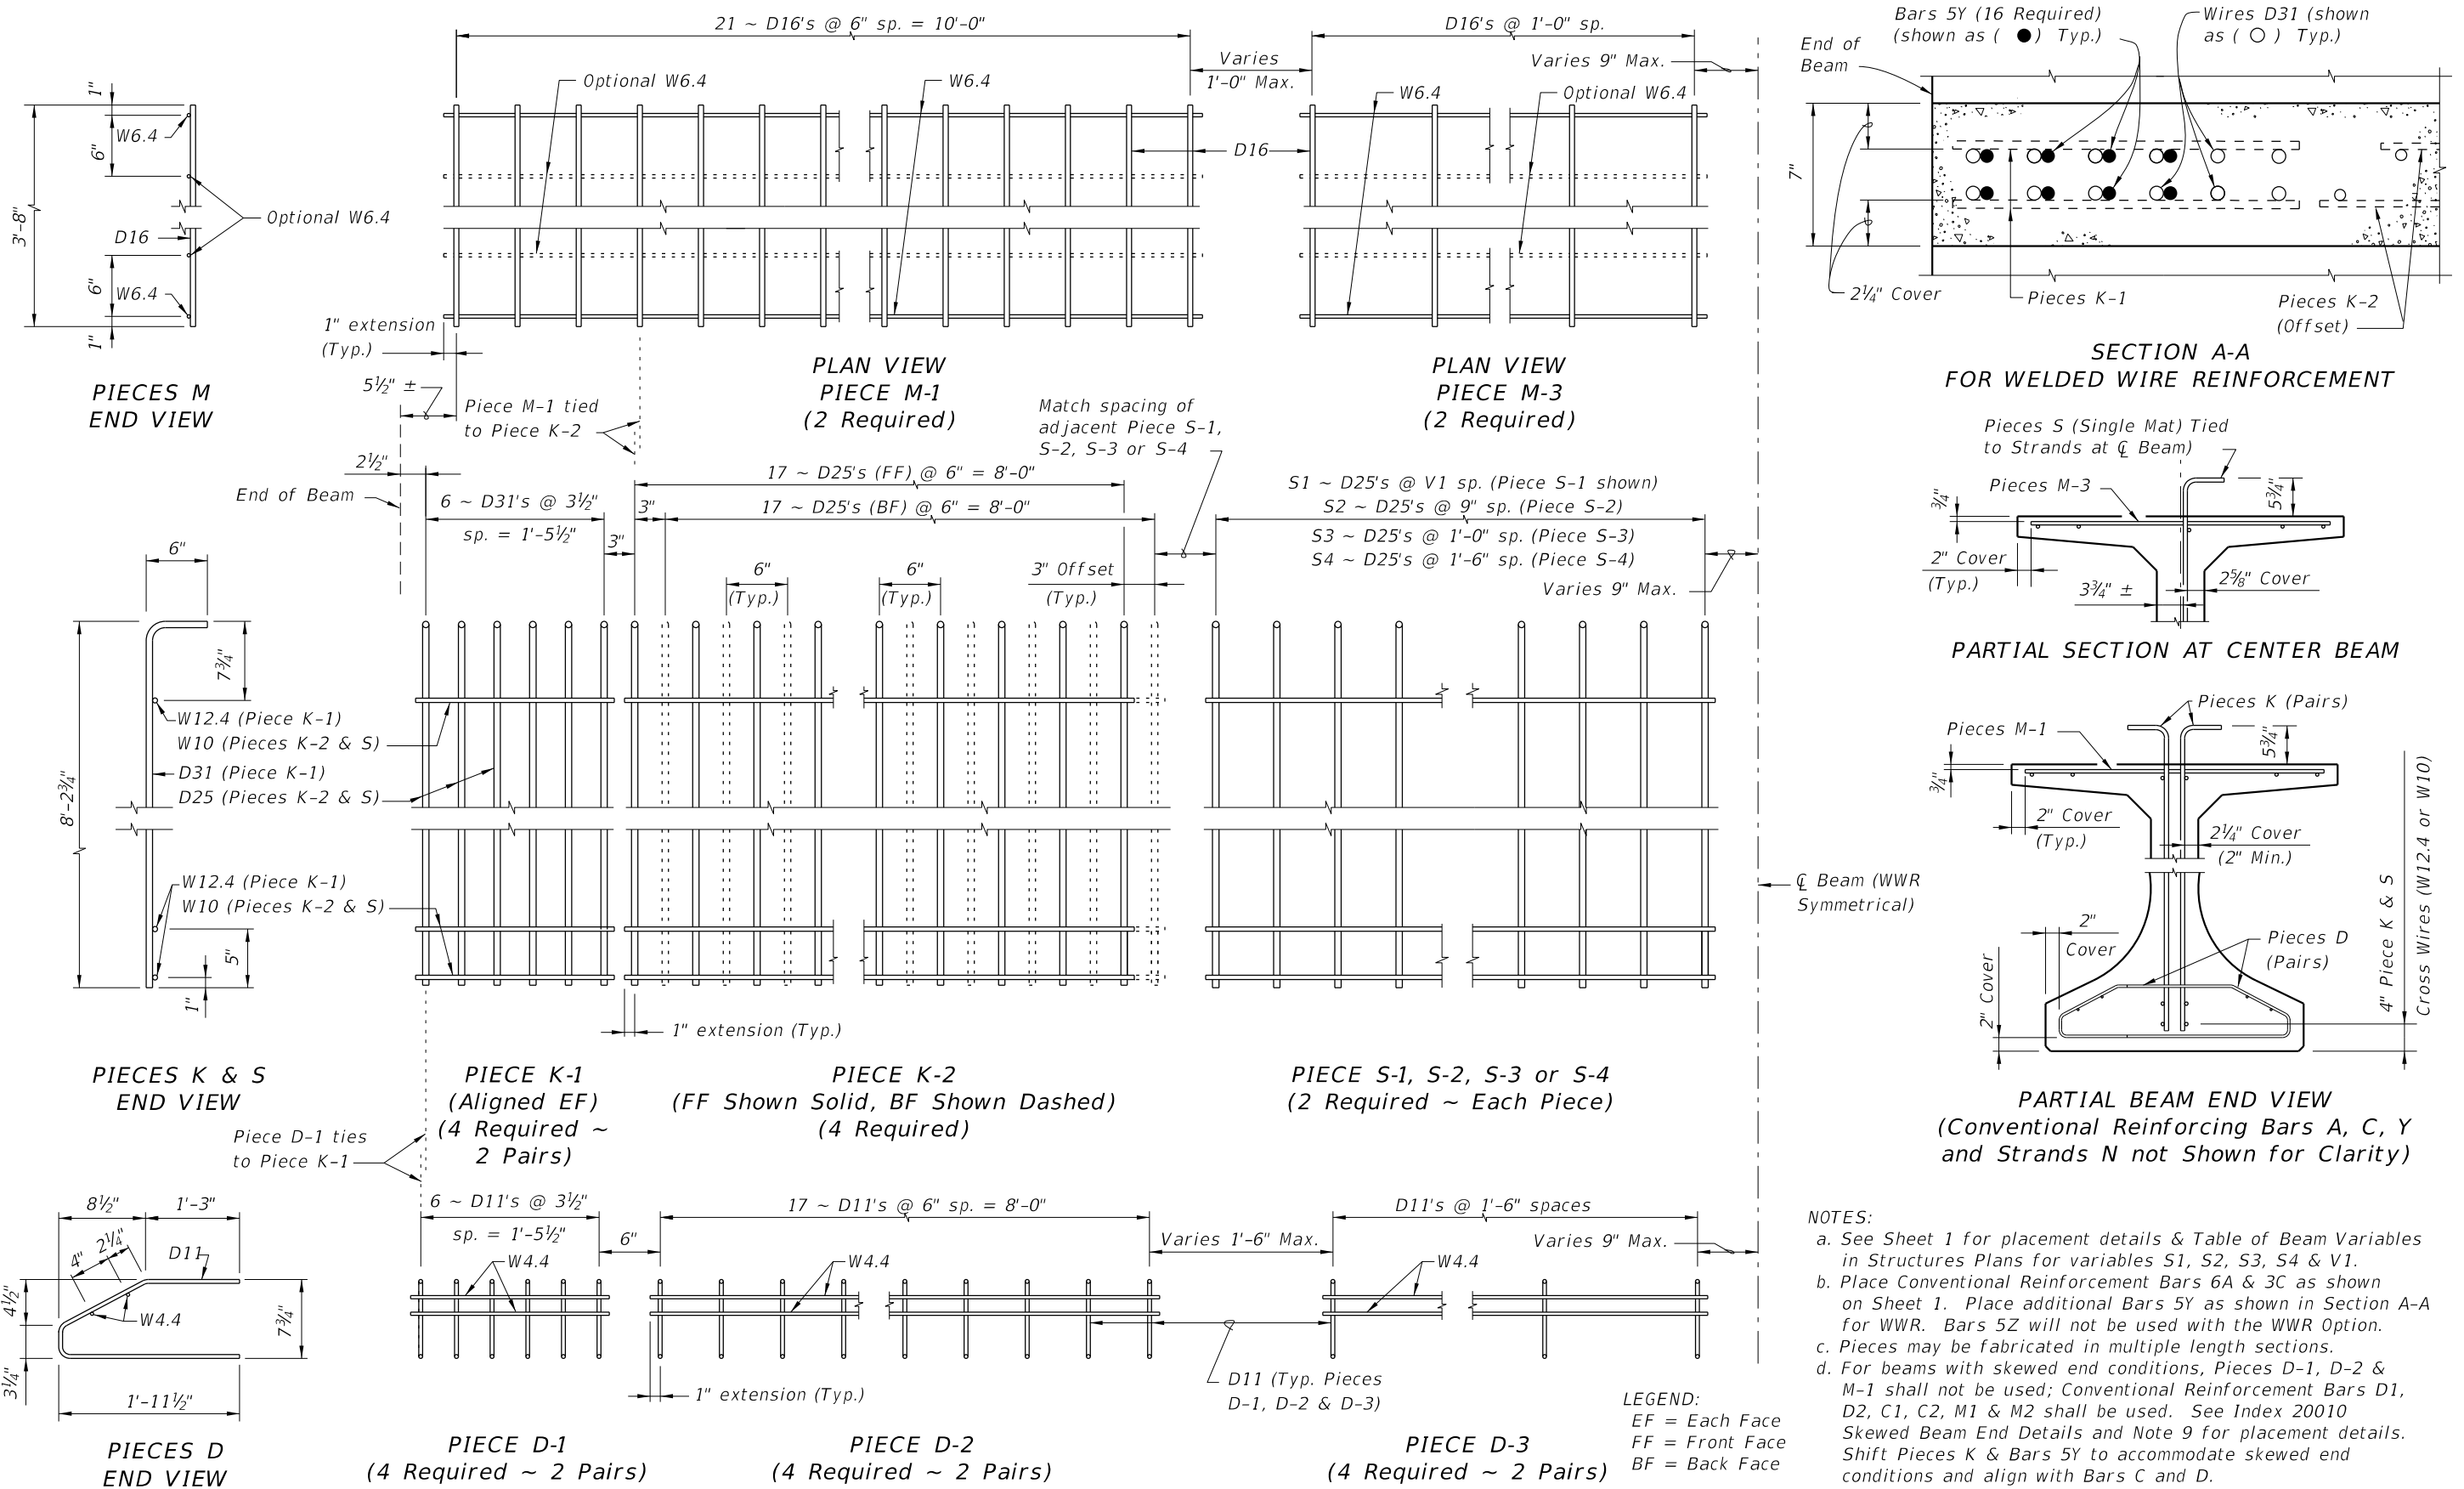 21 ~ D16's @ 6" sp. = 10'-0"
D16's @ 1'-0" sp.
Varies
1'-0" Max.
Varies 9" Max.
Optional W6.4
W6.4
W6.4
Optional W6.4
D16
1"
6"
W6.4
3'-8"
Optional W6.4
D16
6"
W6.4
1"
PIECES M
END VIEW
1" extension
(Typ.)
5½" ±
PLAN VIEW
PIECE M-1
(2 Required)
PLAN VIEW
PIECE M-3
(2 Required)
Bars 5Y (16 Required)
(shown as ( ● ) Typ.)
Wires D31 (shown
as ( ○ ) Typ.)
End of
Beam
7"
2¼" Cover
Pieces K-1
Pieces K-2
(Offset)
SECTION A-A
FOR WELDED WIRE REINFORCEMENT
Piece M-1 tied
to Piece K-2
Match spacing of
adjacent Piece S-1,
S-2, S-3 or S-4
2½"
End of Beam
6 ~ D31's @ 3½"
sp. = 1'-5½"
3"
3"
17 ~ D25's (FF) @ 6" = 8'-0"
17 ~ D25's (BF) @ 6" = 8'-0"
S1 ~ D25's @ V1 sp. (Piece S-1 shown)
S2 ~ D25's @ 9" sp. (Piece S-2)
S3 ~ D25's @ 1'-0" sp. (Piece S-3)
S4 ~ D25's @ 1'-6" sp. (Piece S-4)
6"
(Typ.)
6"
(Typ.)
3" Offset
(Typ.)
Varies 9" Max.
6"
7¾"
8'-2¾"
W12.4 (Piece K-1)
W10 (Pieces K-2 & S)
D31 (Piece K-1)
D25 (Pieces K-2 & S)
W12.4 (Piece K-1)
W10 (Pieces K-2 & S)
5"
1"
1" extension (Typ.)
PIECES K & S
END VIEW
PIECE K-1
(Aligned EF)
(4 Required ~
2 Pairs)
PIECE K-2
(FF Shown Solid, BF Shown Dashed)
(4 Required)
PIECE S-1, S-2, S-3 or S-4
(2 Required ~ Each Piece)
℄ Beam (WWR
Symmetrical)
Pieces S (Single Mat) Tied
to Strands at ℄ Beam)
Pieces M-3
¾"
5¾"
2" Cover
(Typ.)
3¾" ±
2⅝" Cover
PARTIAL SECTION AT CENTER BEAM
Pieces K (Pairs)
Pieces M-1
5¾"
¾"
2" Cover
(Typ.)
2¼" Cover
(2" Min.)
2"
Cover
Pieces D
(Pairs)
2" Cover
4" Piece K & S
Cross Wires (W12.4 or W10)
PARTIAL BEAM END VIEW
(Conventional Reinforcing Bars A, C, Y
and Strands N not Shown for Clarity)
Piece D-1 ties
to Piece K-1
8½"
1'-3"
4"
2¼"
D11
4½"
W4.4
7¾"
3¼"
1'-11½"
PIECES D
END VIEW
6 ~ D11's @ 3½"
sp. = 1'-5½"
W4.4
6"
17 ~ D11's @ 6" sp. = 8'-0"
W4.4
Varies 1'-6" Max.
D11's @ 1'-6" spaces
Varies 9" Max.
W4.4
1" extension (Typ.)
D11 (Typ. Pieces
D-1, D-2 & D-3)
PIECE D-1
(4 Required ~ 2 Pairs)
PIECE D-2
(4 Required ~ 2 Pairs)
PIECE D-3
(4 Required ~ 2 Pairs)
LEGEND:
EF = Each Face
FF = Front Face
BF = Back Face
NOTES:
a. See Sheet 1 for placement details & Table of Beam Variables
in Structures Plans for variables S1, S2, S3, S4 & V1.
b. Place Conventional Reinforcement Bars 6A & 3C as shown
on Sheet 1. Place additional Bars 5Y as shown in Section A-A
for WWR. Bars 5Z will not be used with the WWR Option.
c. Pieces may be fabricated in multiple length sections.
d. For beams with skewed end conditions, Pieces D-1, D-2 &
M-1 shall not be used; Conventional Reinforcement Bars D1,
D2, C1, C2, M1 & M2 shall be used. See Index 20010
Skewed Beam End Details and Note 9 for placement details.
Shift Pieces K & Bars 5Y to accommodate skewed end
conditions and align with Bars C and D.